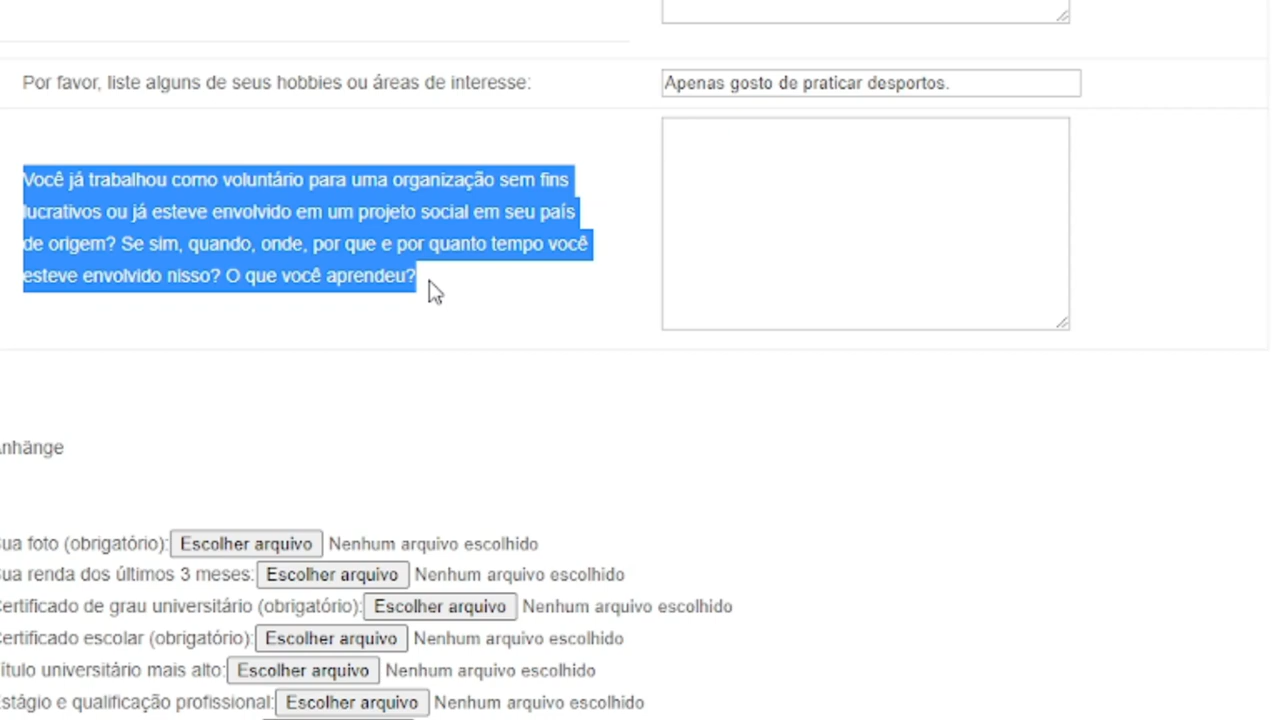 Por favor, liste alguns de seus hobbies ou áreas de interesse:
Apenas gosto de praticar desportos.
Você já trabalhou como voluntário para uma organização sem fins
lucrativos ou já esteve envolvido em um projeto social em seu país
de origem? Se sim, quando, onde, por que e por quanto tempo você
esteve envolvido nisso? O que você aprendeu?
nhänge
ua foto (obrigatório): Escolher arquivo Nenhum arquivo escolhido
ua renda dos últimos 3 meses: Escolher arquivo Nenhum arquivo escolhido
ertificado de grau universitário (obrigatório): Escolher arquivo Nenhum arquivo escolhido
ertificado escolar (obrigatório): Escolher arquivo Nenhum arquivo escolhido
ítulo universitário mais alto: Escolher arquivo Nenhum arquivo escolhido
stágio e qualificação profissional: Escolher arquivo Nenhum arquivo escolhido